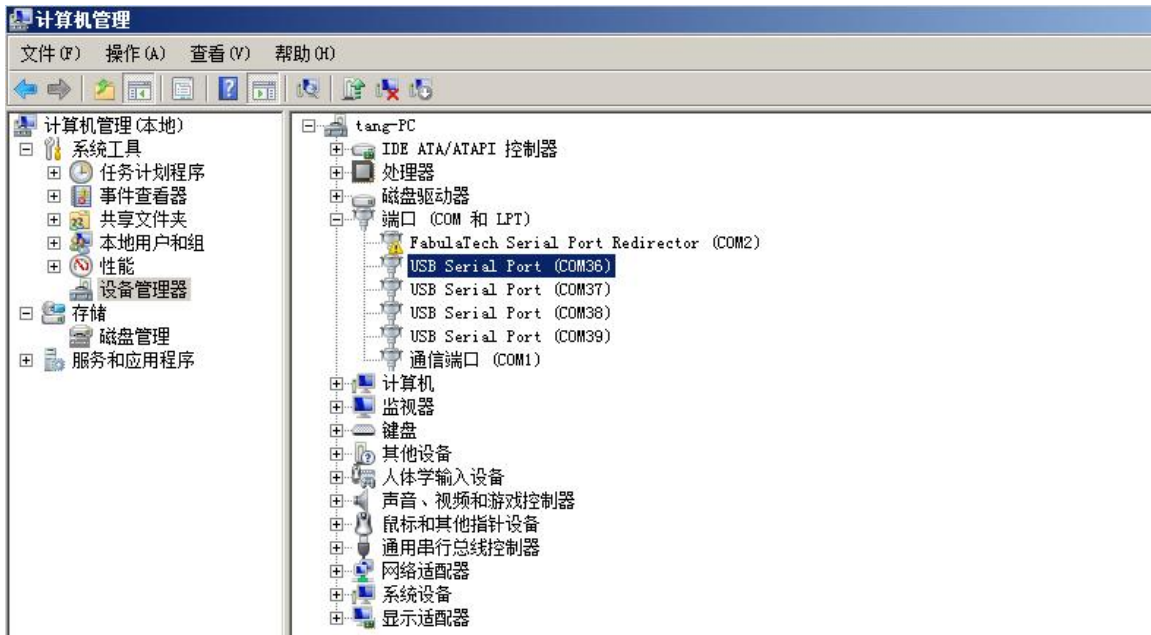 计算机管理
文件(F) 操作(A) 查看(V) 帮助(H)
计算机管理(本地)
系统工具
任务计划程序
事件查看器
共享文件夹
本地用户和组
性能
设备管理器
存储
磁盘管理
服务和应用程序
tang-PC
IDE ATA/ATAPI 控制器
处理器
磁盘驱动器
端口 (COM 和 LPT)
FabulaTech Serial Port Redirector (COM2)
USB Serial Port (COM36)
USB Serial Port (COM37)
USB Serial Port (COM38)
USB Serial Port (COM39)
通信端口 (COM1)
计算机
监视器
键盘
其他设备
人体学输入设备
声音、视频和游戏控制器
鼠标和其他指针设备
通用串行总线控制器
网络适配器
系统设备
显示适配器